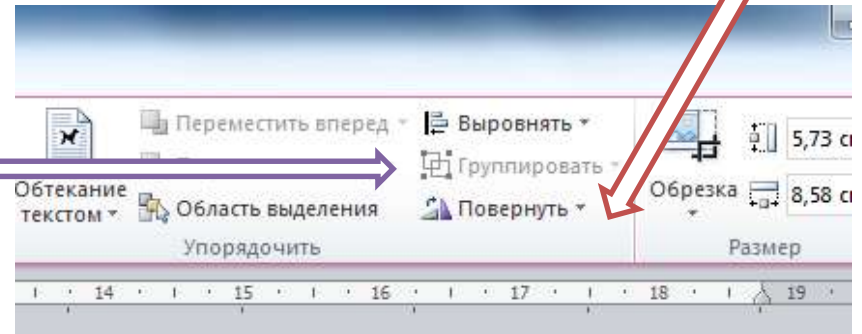 Переместить вперед
Обтекание текстом
Область выделения
Выровнять
Группировать
Повернуть
Упорядочить
Обрезка
5,73 с
8,58 с
Размер
14 15 16 17 18 19